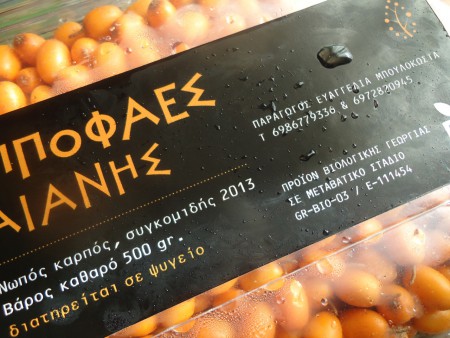 ΙΠΠΟΦΑΕΣ
ΑΙΑΝΗΣ
Νωπός καρπός, συγκομιδής 2013
Βάρος καθαρό 500 gr.
διατηρείται σε ψυγείο
ΠΑΡΑΓΩΓΟΣ ΕΥΑΓΓΕΛΙΑ ΜΠΟΥΛΟΚΩΣΤΑ
Τ 6986779336 & 6972820945
ΠΡΟΪΟΝ ΒΙΟΛΟΓΙΚΗΣ ΓΕΩΡΓΙΑΣ
ΣΕ ΜΕΤΑΒΑΤΙΚΟ ΣΤΑΔΙΟ
GR-BIO-03 / E-111454